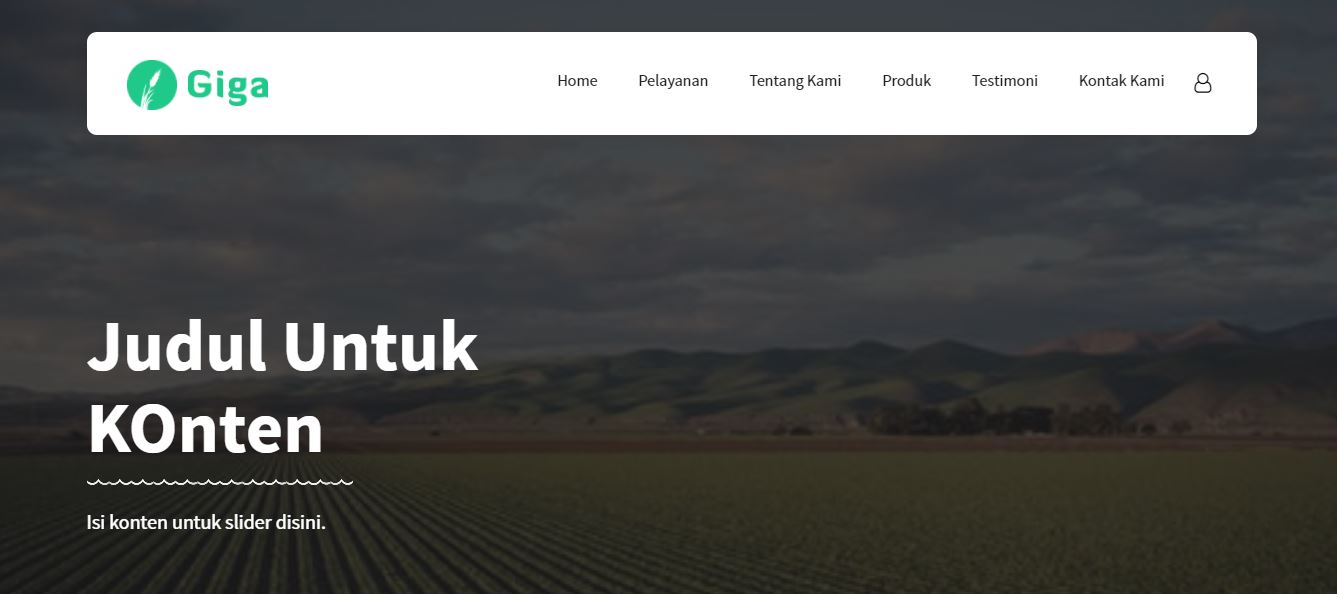 Giga
Home Pelayanan Tentang Kami Produk Testimoni Kontak Kami
Judul Untuk
KOnten
Isi konten untuk slider disini.